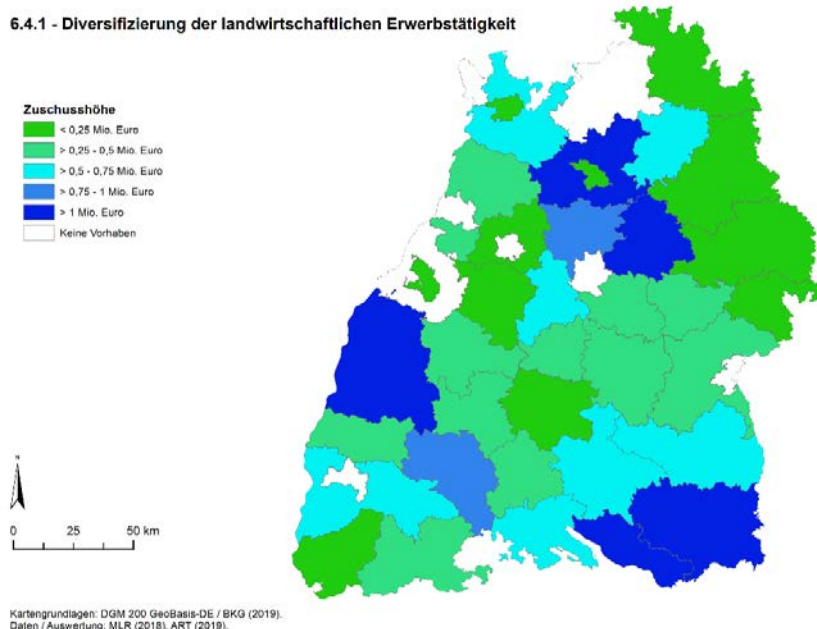 6.4.1 - Diversifizierung der landwirtschaftlichen Erwerbstätigkeit
Zuschusshöhe
< 0,25 Mio. Euro
> 0,25 - 0,5 Mio. Euro
> 0,5 - 0,75 Mio. Euro
> 0,75 - 1 Mio. Euro
> 1 Mio. Euro
Keine Vorhaben
N
0 25 50 km
Kartengrundlagen: DGM 200 GeoBasis-DE / BKG (2019).
Daten / Auswertung: MLR (2018), ART (2019).